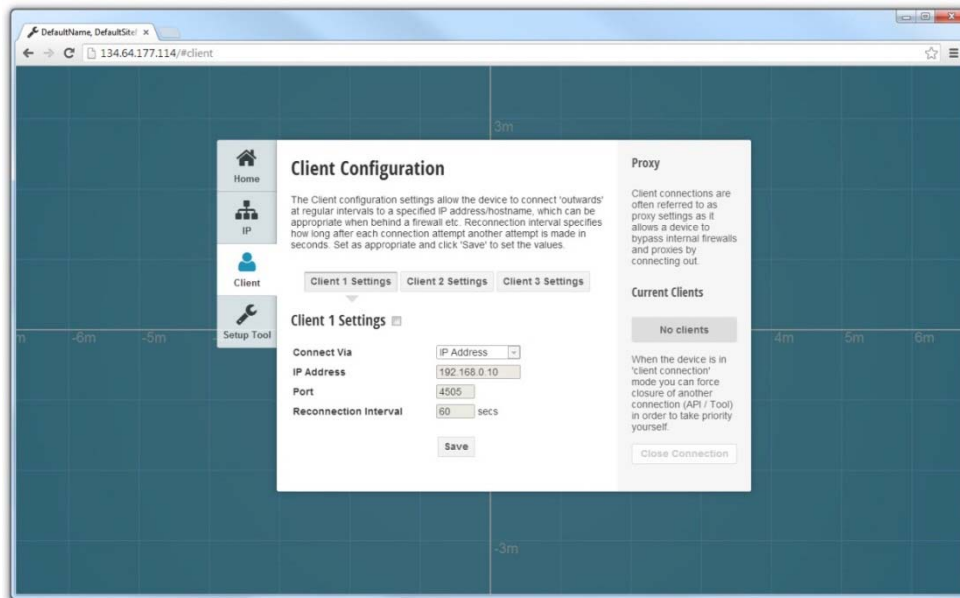 DefaultName, DefaultSite
134.64.177.114/#client
3m
Home
IP
Client
Setup Tool
Client Configuration
The Client configuration settings allow the device to connect 'outwards'
at regular intervals to a specified IP address/hostname, which can be
appropriate when behind a firewall etc. Reconnection interval specifies
how long after each connection attempt another attempt is made in
seconds. Set as appropriate and click 'Save' to set the values.
Client 1 Settings Client 2 Settings Client 3 Settings
Client 1 Settings
Connect Via IP Address
IP Address 192.168.0.10
Port 4505
Reconnection Interval 60 secs
Save
Proxy
Client connections are
often referred to as
proxy settings as it
allows a device to
bypass internal firewalls
and proxies by
connecting out.
Current Clients
No clients
When the device is in
'client connection'
mode you can force
closure of another
connection (API / Tool)
in order to take priority
yourself.
Close Connection
m -6m -5m 4m 5m 6m
-3m